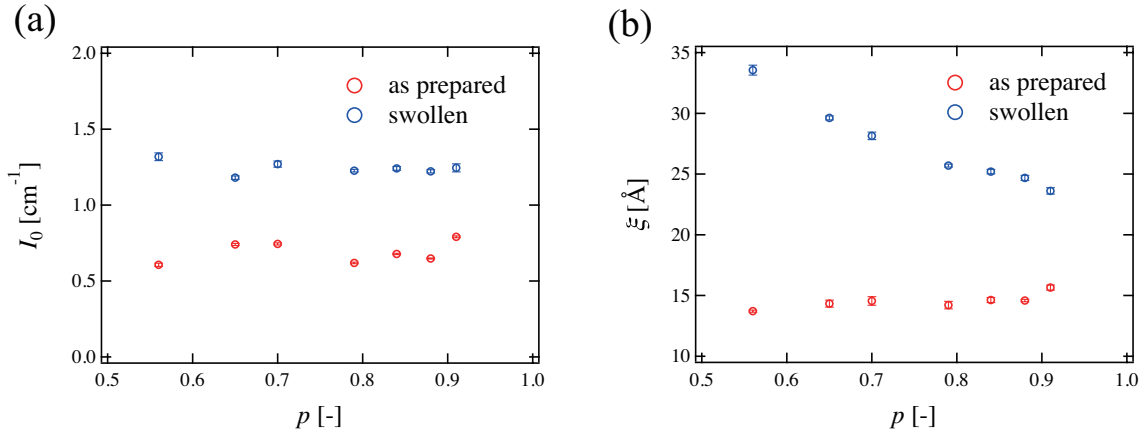 (a)
2.0
1.5
1.0
0.5
0.0
I₀ [cm⁻¹]
as prepared
swollen
0.5 0.6 0.7 0.8 0.9 1.0
p [-]
(b)
35
30
25
20
15
10
ξ [Å]
as prepared
swollen
0.5 0.6 0.7 0.8 0.9 1.0
p [-]